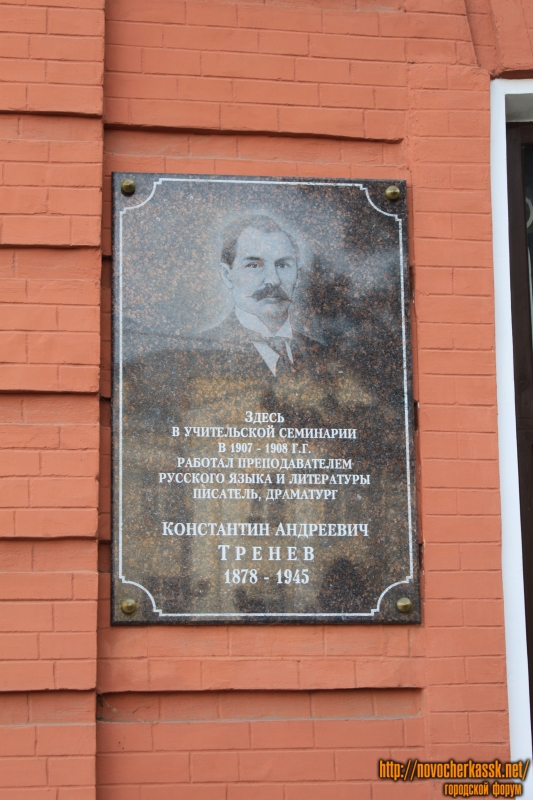 Здесь
в учительской семинарии
в 1907 - 1908 г.г.
работал преподавателем
русского языка и литературы
писатель, драматург
Константин Андреевич
Тренев
1878 - 1945
http://novocherkassk.net/
городской форум